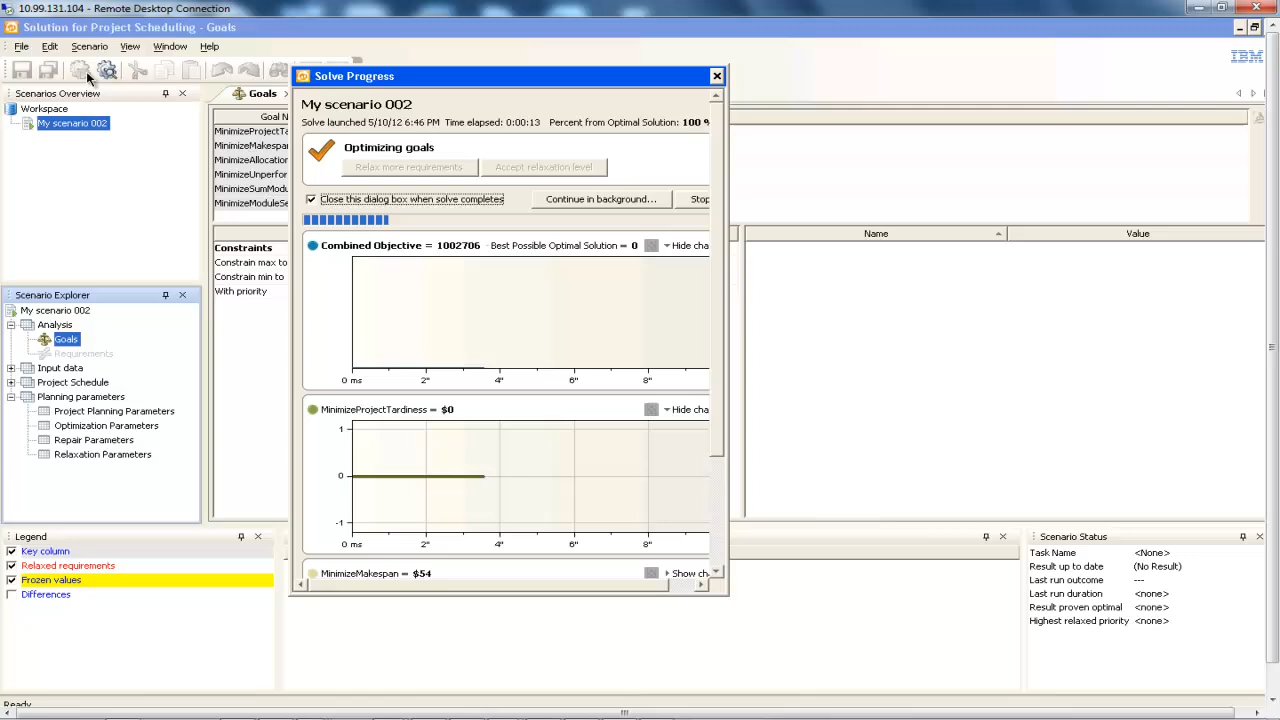 10.99.131.104 - Remote Desktop Connection
Solution for Project Scheduling - Goals
File Edit Scenario View Window Help
IBM
Scenarios Overview
Workspace
My scenario 002
Goals
Goal N
MinimizeProjectTa
MinimizeMakespan
MinimizeAllocation
MinimizeUnperfor
MinimizeSumModu
MinimizeModuleSe
Constraints
Constrain max to
Constrain min to
With priority
Name Value
Solve Progress
My scenario 002
Solve launched 5/10/12 6:46 PM Time elapsed: 0:00:13 Percent from Optimal Solution: 100 %
Optimizing goals
Relax more requirements Accept relaxation level
Close this dialog box when solve completes Continue in background... Stop
Combined Objective = 1002706 - Best Possible Optimal Solution = 0 Hide cha
0 ms 2" 4" 6" 8"
MinimizeProjectTardiness = $0 Hide cha
1
0
-1
0 ms 2" 4" 6" 8"
MinimizeMakespan = $54 Show ch
Scenario Explorer
My scenario 002
Analysis
Goals
Requirements
Input data
Project Schedule
Planning parameters
Project Planning Parameters
Optimization Parameters
Repair Parameters
Relaxation Parameters
Legend
Key column
Relaxed requirements
Frozen values
Differences
Scenario Status
Task Name <None>
Result up to date (No Result)
Last run outcome ---
Last run duration <none>
Result proven optimal <none>
Highest relaxed priority <none>
Ready